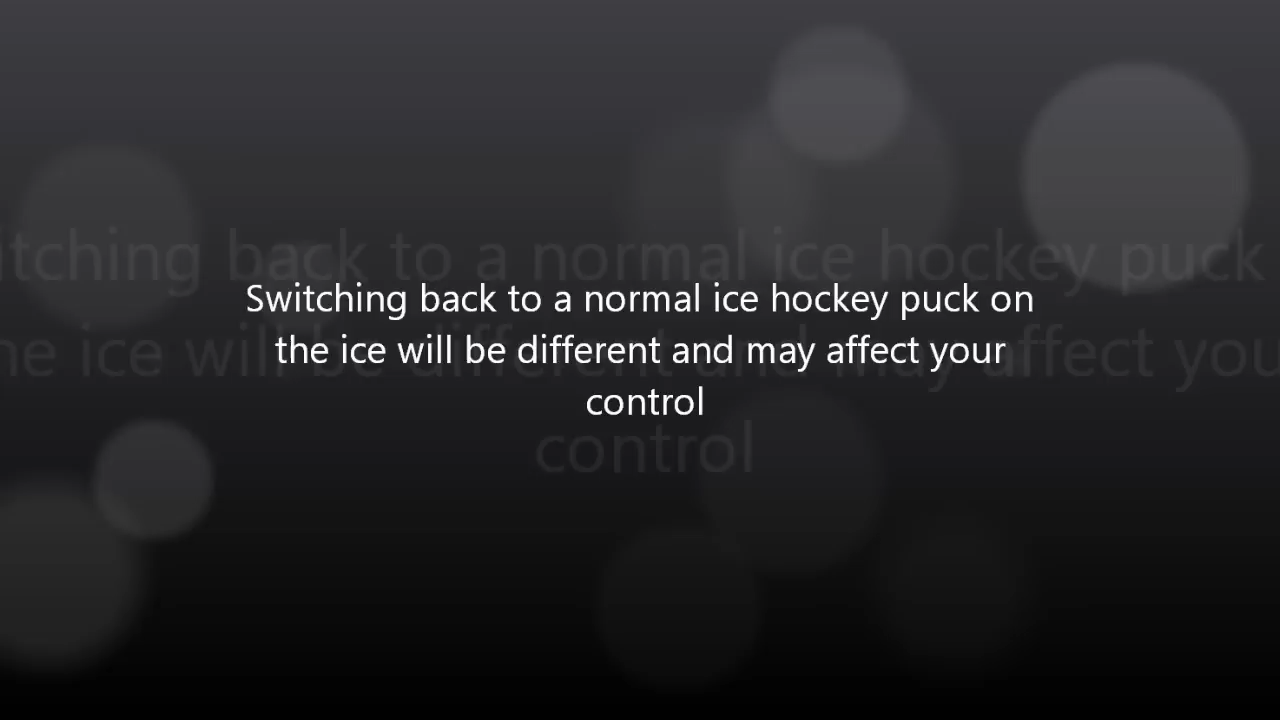 Switching back to a normal ice hockey puck on
the ice will be different and may affect your
control